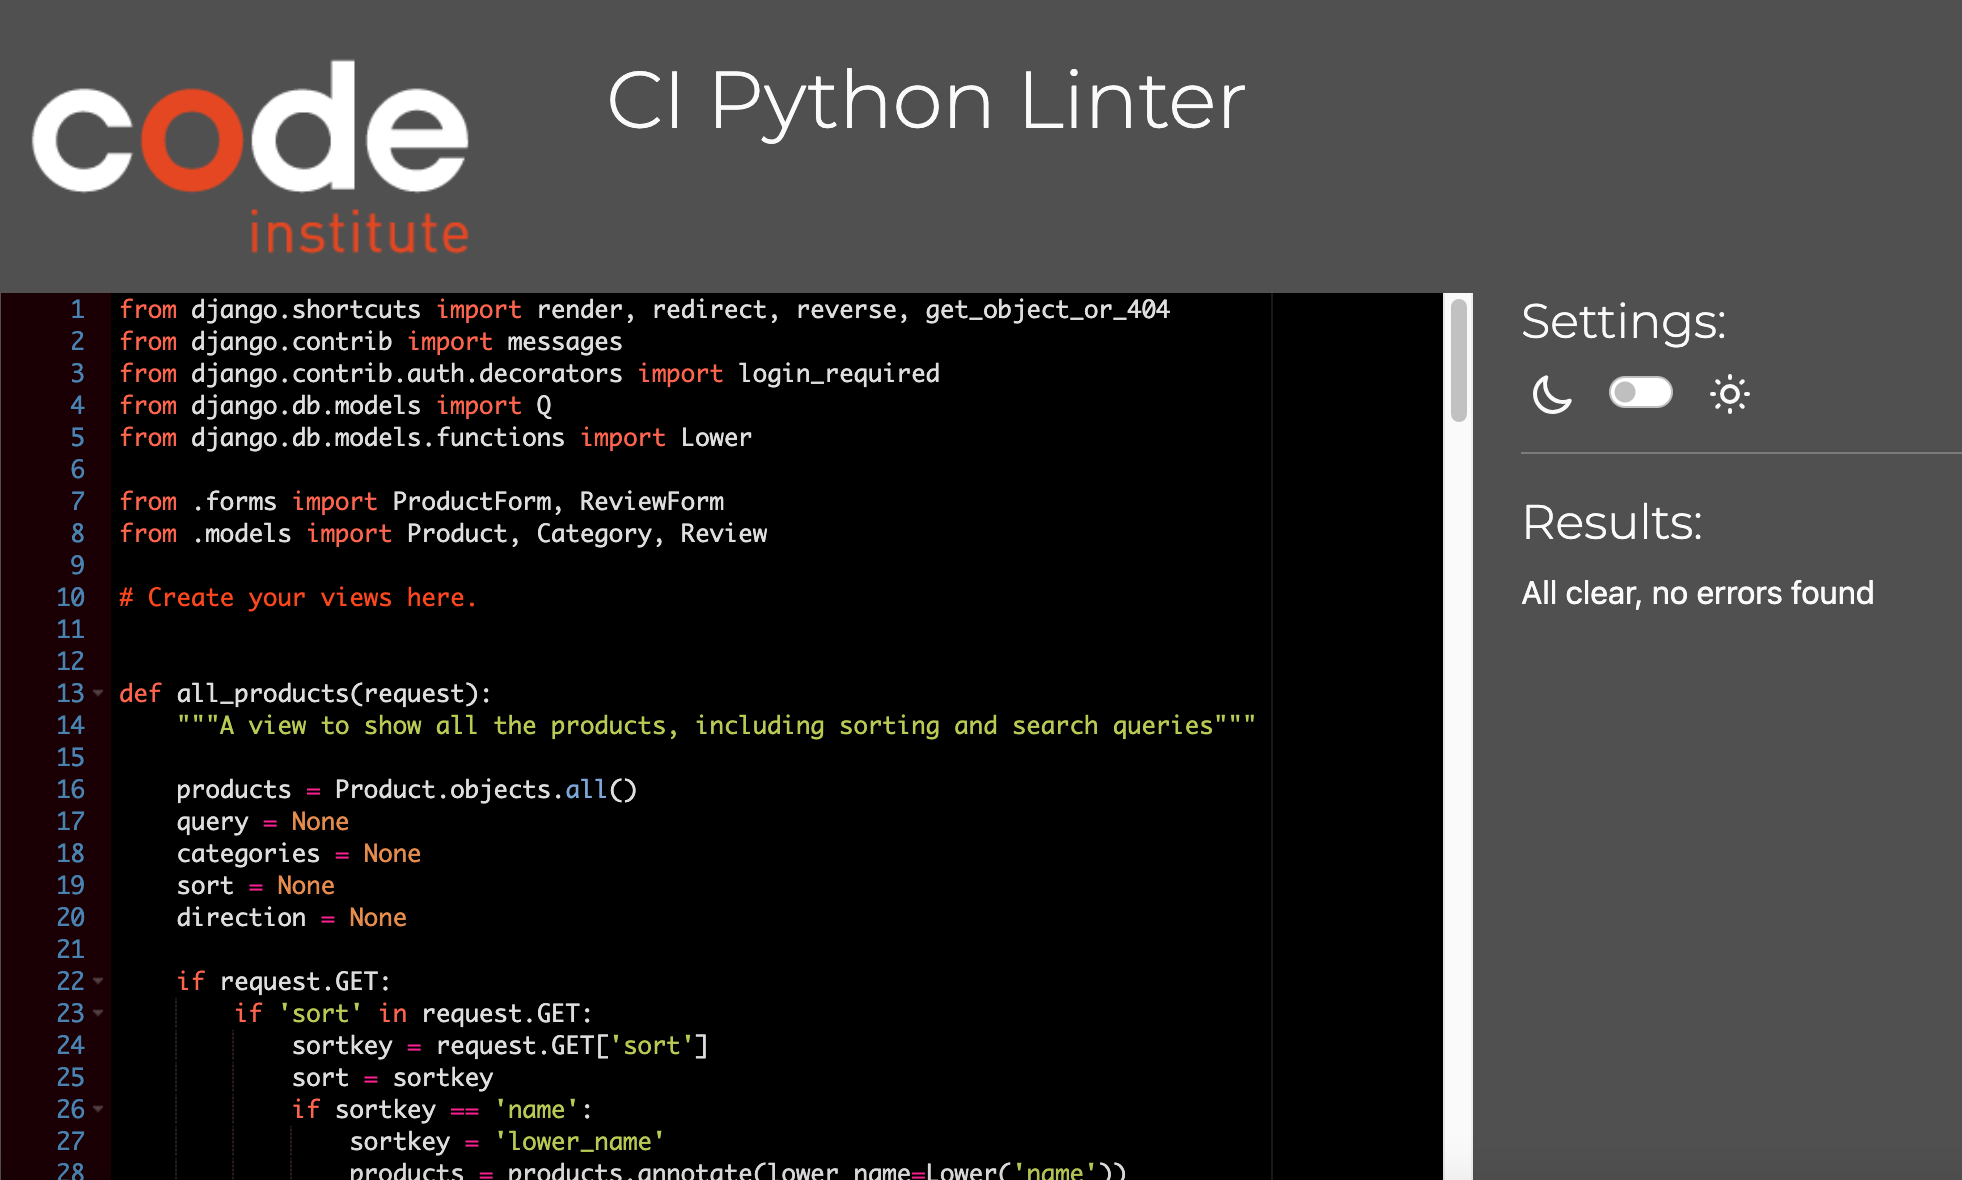 code
institute
CI Python Linter
1 from django.shortcuts import render, redirect, reverse, get_object_or_404
2 from django.contrib import messages
3 from django.contrib.auth.decorators import login_required
4 from django.db.models import Q
5 from django.db.models.functions import Lower
6
7 from .forms import ProductForm, ReviewForm
8 from .models import Product, Category, Review
9
10 # Create your views here.
11
12
13 def all_products(request):
14     """A view to show all the products, including sorting and search queries"""
15
16     products = Product.objects.all()
17     query = None
18     categories = None
19     sort = None
20     direction = None
21
22     if request.GET:
23         if 'sort' in request.GET:
24             sortkey = request.GET['sort']
25             sort = sortkey
26             if sortkey == 'name':
27                 sortkey = 'lower_name'
28                 products = products.annotate(lower_name=Lower('name'))
Settings:
Results:
All clear, no errors found